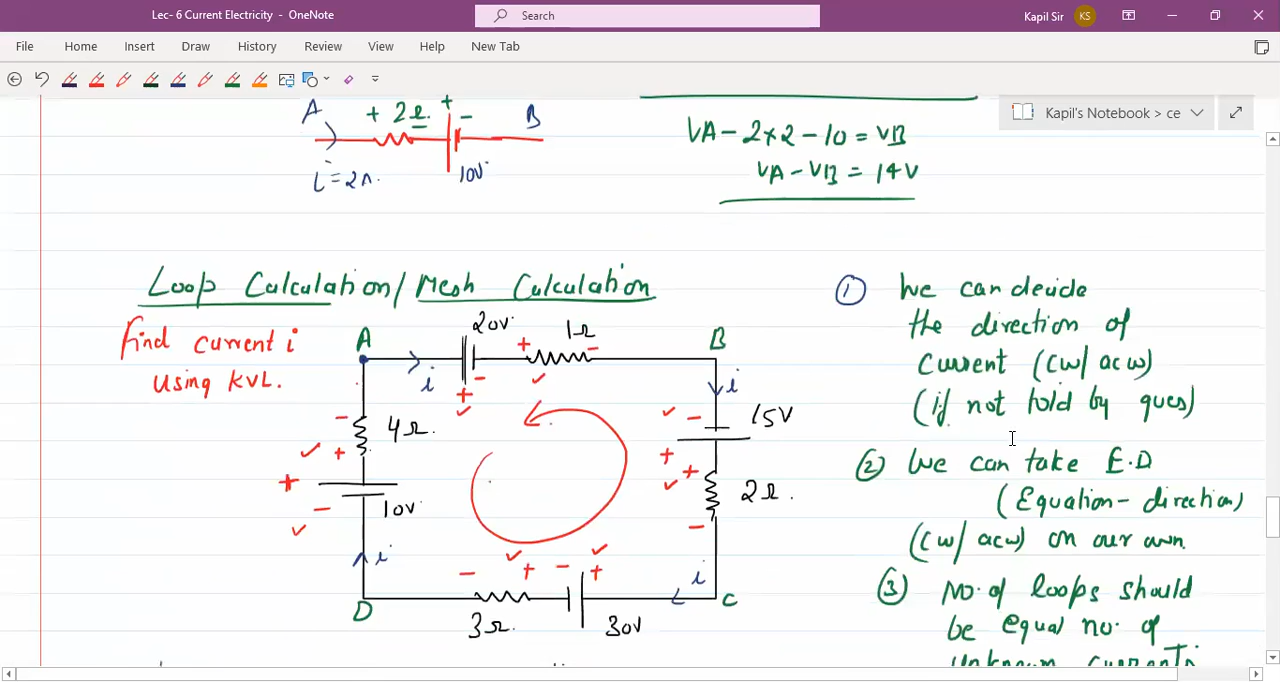 Lec- 6 Current Electricity - OneNote
Search
Kapil Sir KS
File Home Insert Draw History Review View Help New Tab
Kapil's Notebook > ce
A + 2Ω + - B
i = 2A. 10V
VA - 2×2 - 10 = VB
VA - VB = 14V
Loop Calculation/Mesh Calculation
find current i
using KVL.
A 20V 1Ω B
+ -
i - i
+
- 4Ω. - 15V
+ +
+ + 2Ω.
- 10V -
i - + - + i
D C
3Ω. 30V
① We can decide
the direction of
current (cw/acw)
(if not told by ques)
② We can take E.D
(Equation-direction)
(cw/acw) on our own.
③ No. of loops should
be equal no. of
unknown currents